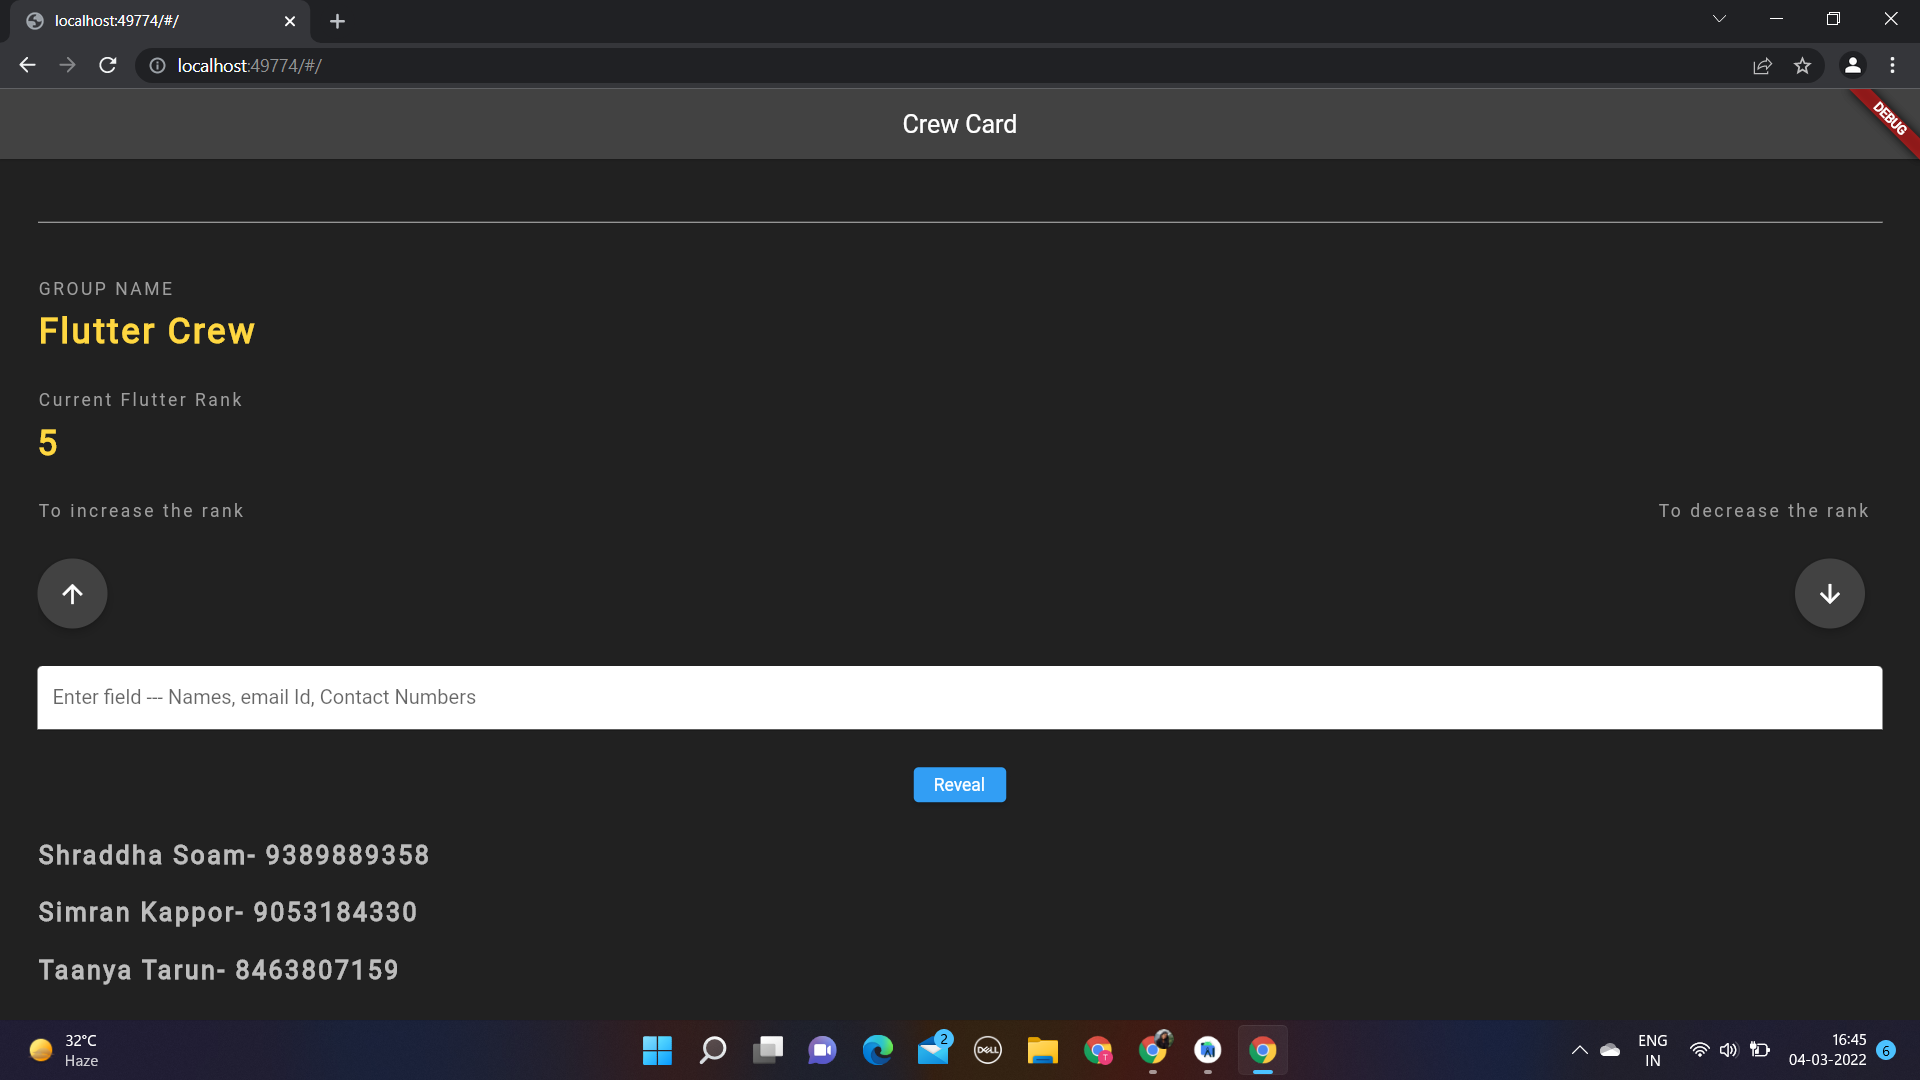 localhost:49774/#/
localhost:49774/#/
Crew Card
DEBUG
GROUP NAME
Flutter Crew
Current Flutter Rank
5
To increase the rank
To decrease the rank
Enter field --- Names, email Id, Contact Numbers
Reveal
Shraddha Soam- 9389889358
Simran Kappor- 9053184330
Taanya Tarun- 8463807159
32°C
Haze
2
DELL
T
ENG
IN
16:45
04-03-2022
6